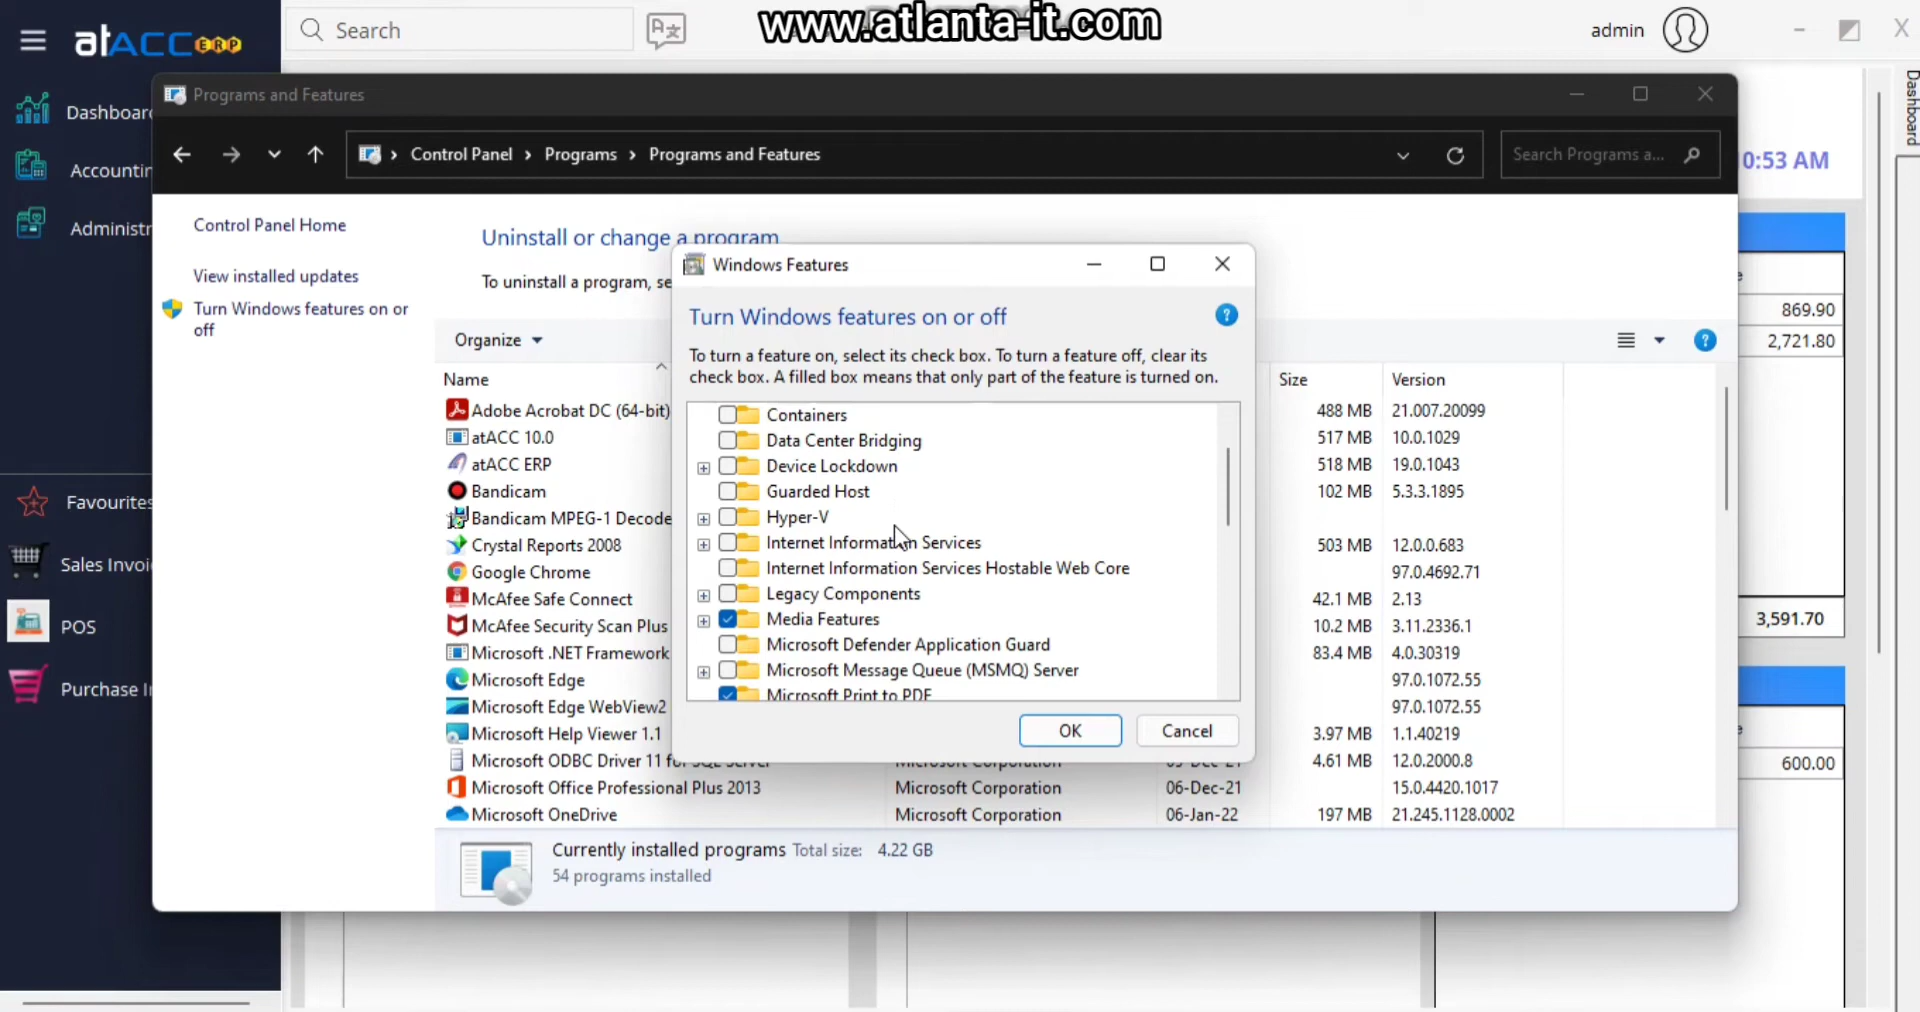 www.atlanta-it.com
atACC ERP
Search
admin
Dashboard
Programs and Features
Dashboar
Control Panel
Programs
Programs and Features
Search Programs a...
0:53 AM
Accountin
Administr
Control Panel Home
View installed updates
Turn Windows features on or
off
Uninstall or change a program
To uninstall a program, se
Organize
Name
Size
Version
Adobe Acrobat DC (64-bit)
488 MB
21.007.20099
atACC 10.0
517 MB
10.0.1029
atACC ERP
518 MB
19.0.1043
Bandicam
102 MB
5.3.3.1895
Bandicam MPEG-1 Decode
Crystal Reports 2008
503 MB
12.0.0.683
Google Chrome
97.0.4692.71
McAfee Safe Connect
42.1 MB
2.13
McAfee Security Scan Plus
10.2 MB
3.11.2336.1
Microsoft .NET Framework
83.4 MB
4.0.30319
Microsoft Edge
97.0.1072.55
Microsoft Edge WebView2
97.0.1072.55
Microsoft Help Viewer 1.1
3.97 MB
1.1.40219
Microsoft ODBC Driver 11 for SQL Server
Microsoft Corporation
4.61 MB
12.0.2000.8
Microsoft Office Professional Plus 2013
Microsoft Corporation
06-Dec-21
15.0.4420.1017
Microsoft OneDrive
Microsoft Corporation
06-Jan-22
197 MB
21.245.1128.0002
Currently installed programs Total size: 4.22 GB
54 programs installed
Windows Features
Turn Windows features on or off
To turn a feature on, select its check box. To turn a feature off, clear its
check box. A filled box means that only part of the feature is turned on.
Containers
Data Center Bridging
Device Lockdown
Guarded Host
Hyper-V
Internet Information Services
Internet Information Services Hostable Web Core
Legacy Components
Media Features
Microsoft Defender Application Guard
Microsoft Message Queue (MSMQ) Server
Microsoft Print to PDF
OK
Cancel
Favourites
Sales Invoi
POS
Purchase I
869.90
2,721.80
3,591.70
600.00